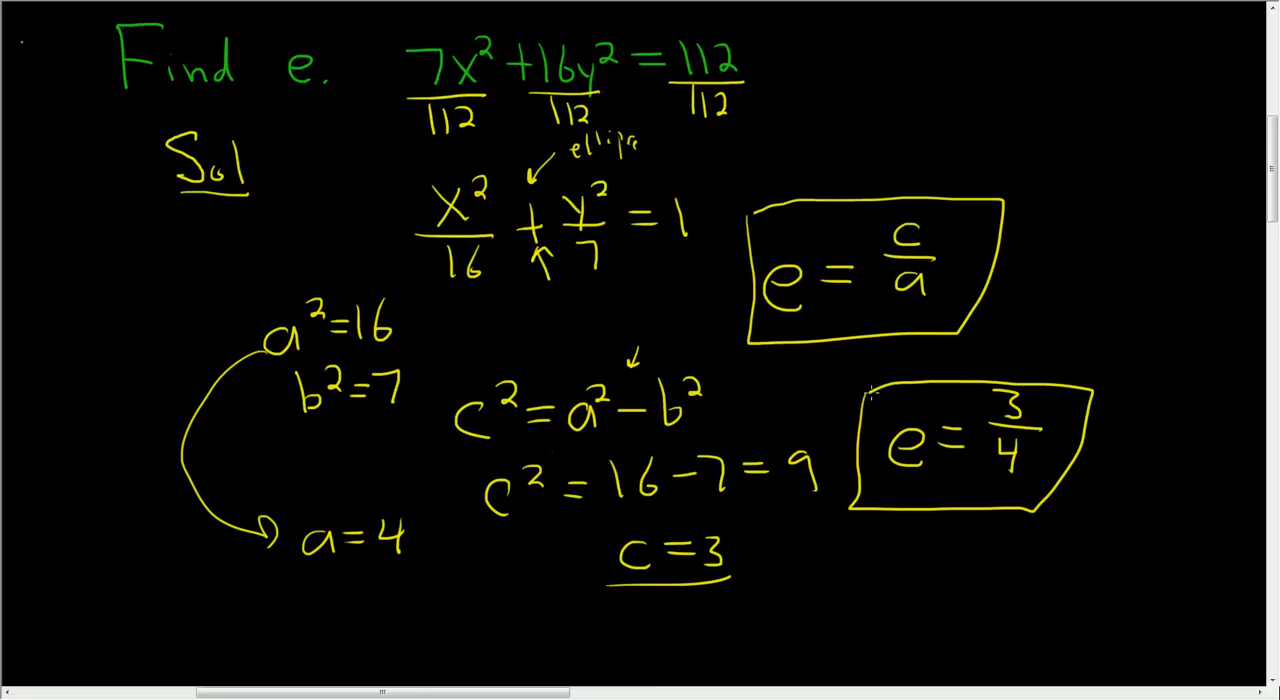 Find e. 7x² + 16y² = 112
112 112 112
Sol
ellipse
x²/16 + y²/7 = 1
e = c/a
a² = 16
b² = 7
c² = a² - b²
e = 3/4
c² = 16 - 7 = 9
a = 4
c = 3